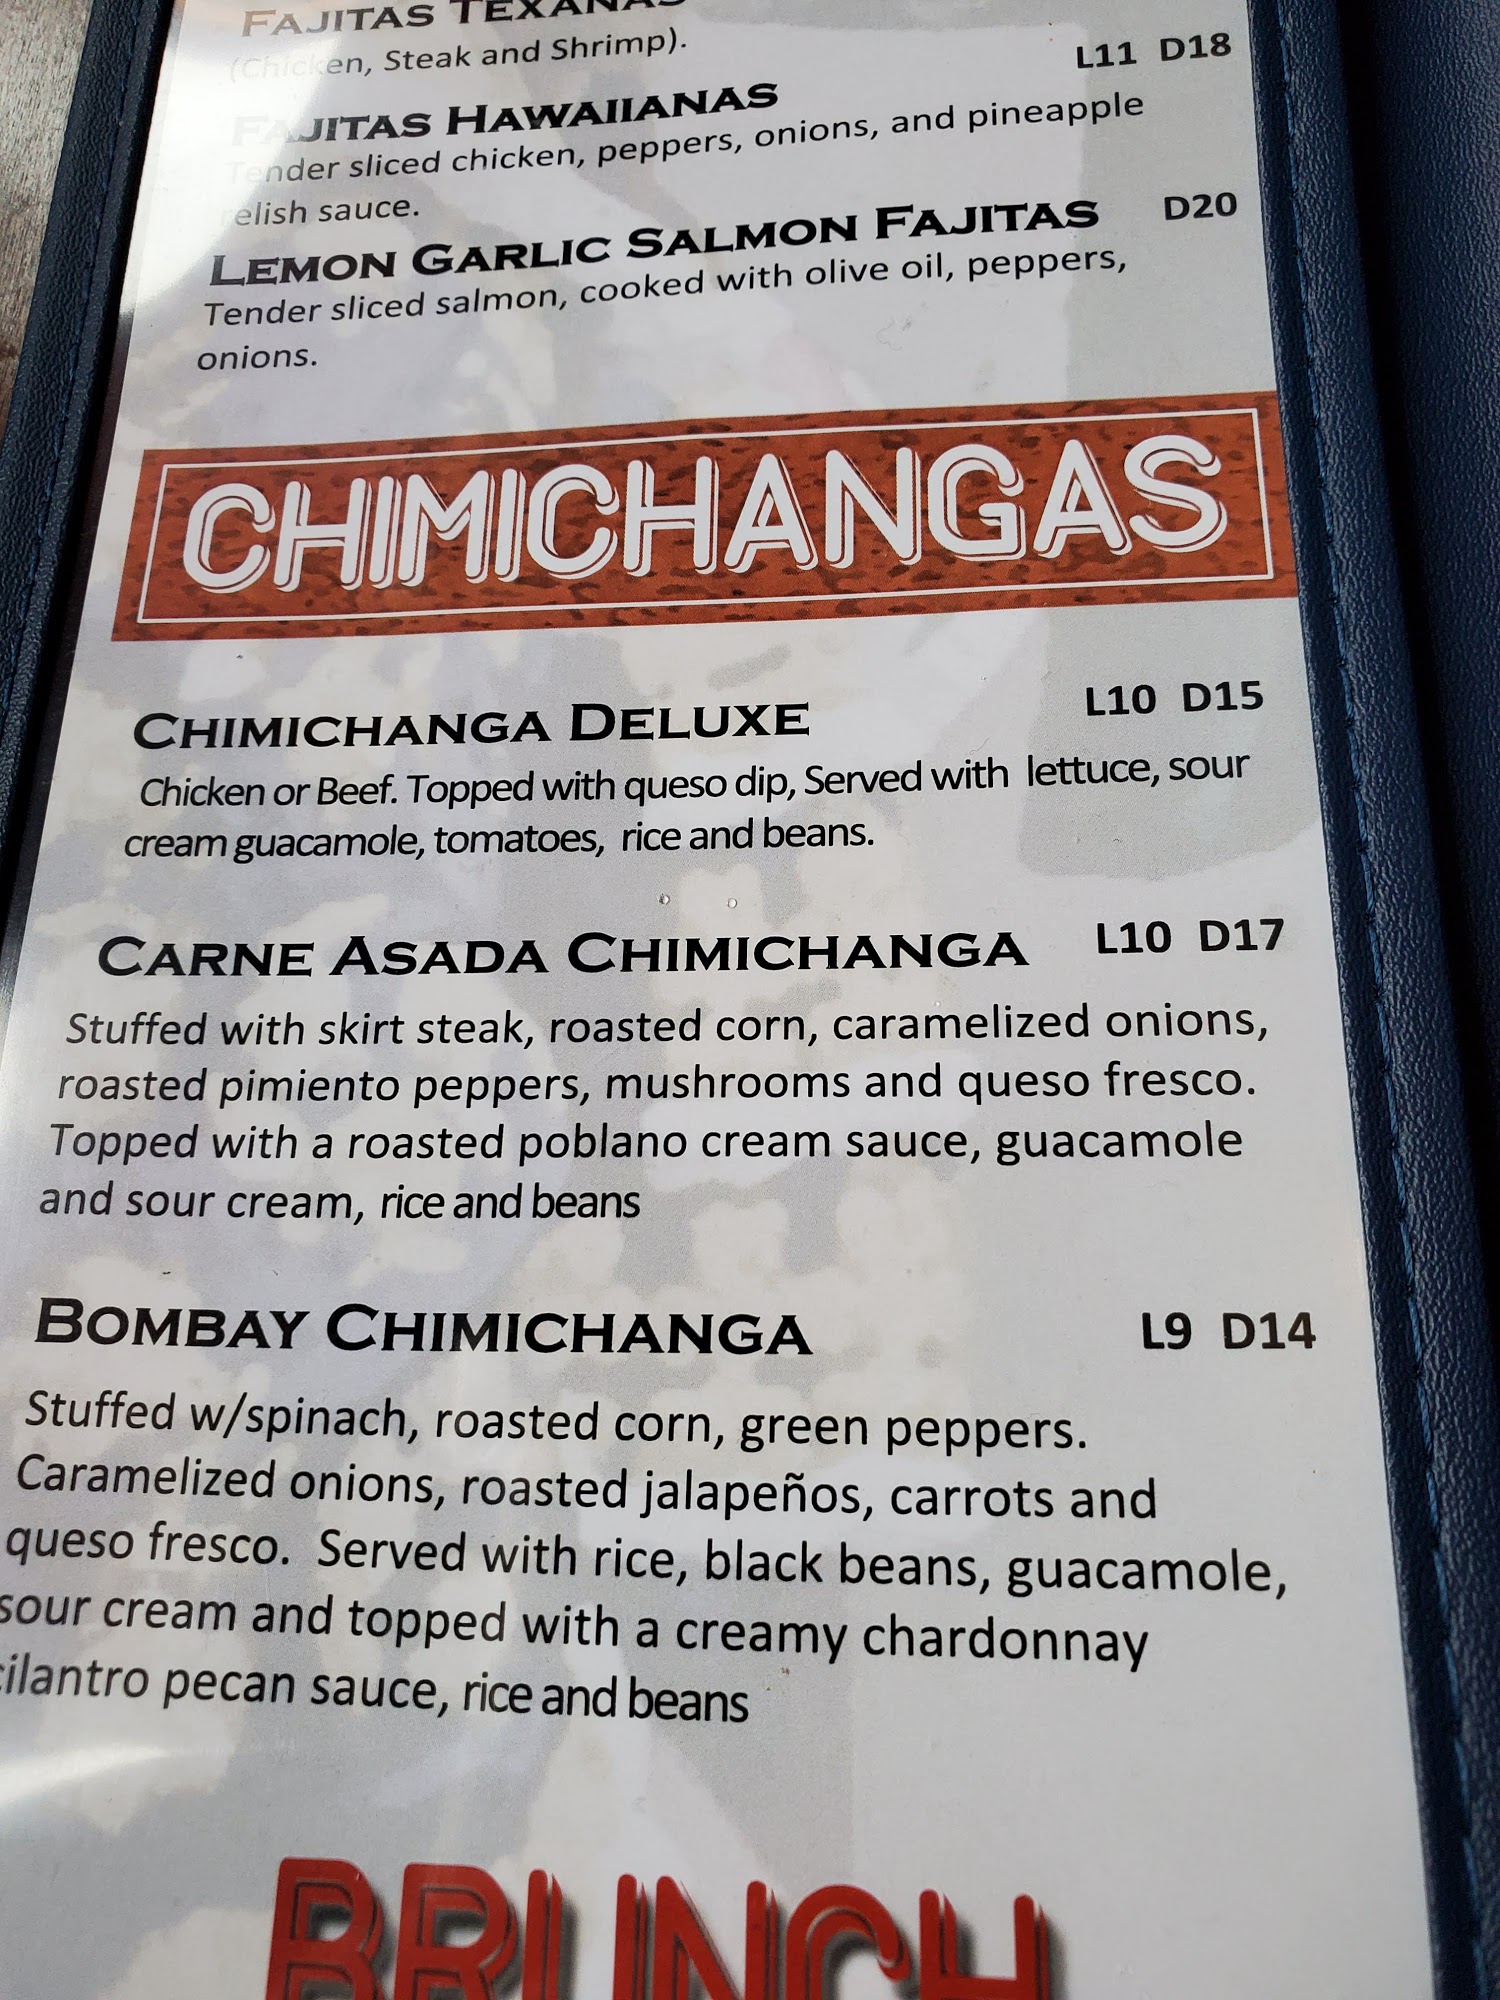 FAJITAS TEXANAS
(Chicken, Steak and Shrimp).
L11 D18
FAJITAS HAWAIIANAS
Tender sliced chicken, peppers, onions, and pineapple
relish sauce.
LEMON GARLIC SALMON FAJITAS D20
Tender sliced salmon, cooked with olive oil, peppers,
onions.
CHIMICHANGAS
CHIMICHANGA DELUXE L10 D15
Chicken or Beef. Topped with queso dip, Served with lettuce, sour
cream guacamole, tomatoes, rice and beans.
CARNE ASADA CHIMICHANGA L10 D17
Stuffed with skirt steak, roasted corn, caramelized onions,
roasted pimiento peppers, mushrooms and queso fresco.
Topped with a roasted poblano cream sauce, guacamole
and sour cream, rice and beans
BOMBAY CHIMICHANGA L9 D14
Stuffed w/spinach, roasted corn, green peppers.
Caramelized onions, roasted jalapeños, carrots and
queso fresco. Served with rice, black beans, guacamole,
sour cream and topped with a creamy chardonnay
cilantro pecan sauce, rice and beans
BRUNCH